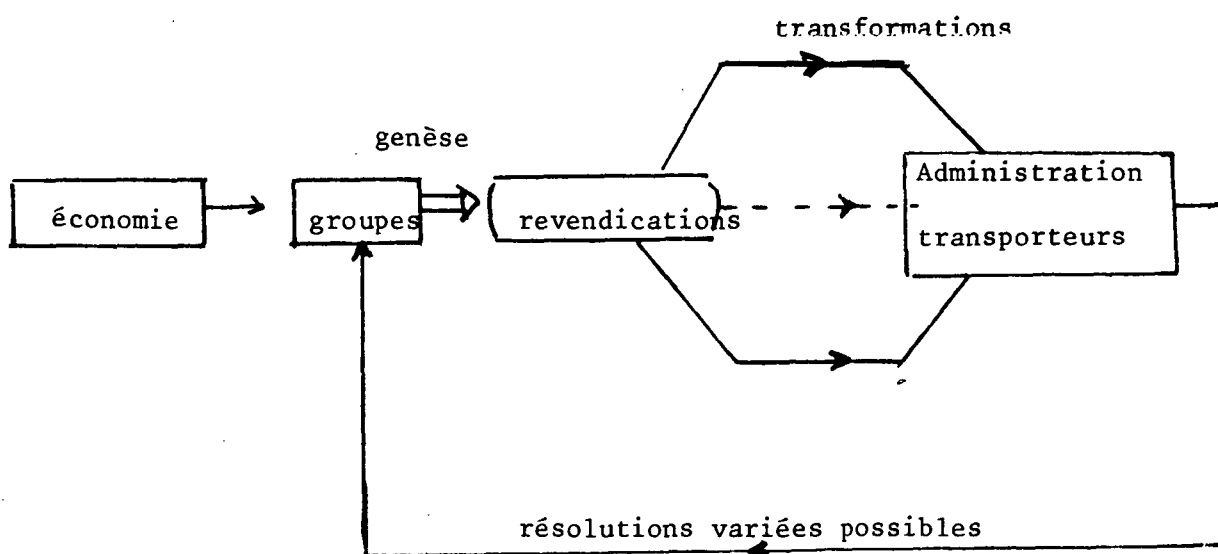 transformations
genèse
économie
groupes
revendications
Administration
transporteurs
résolutions variées possibles